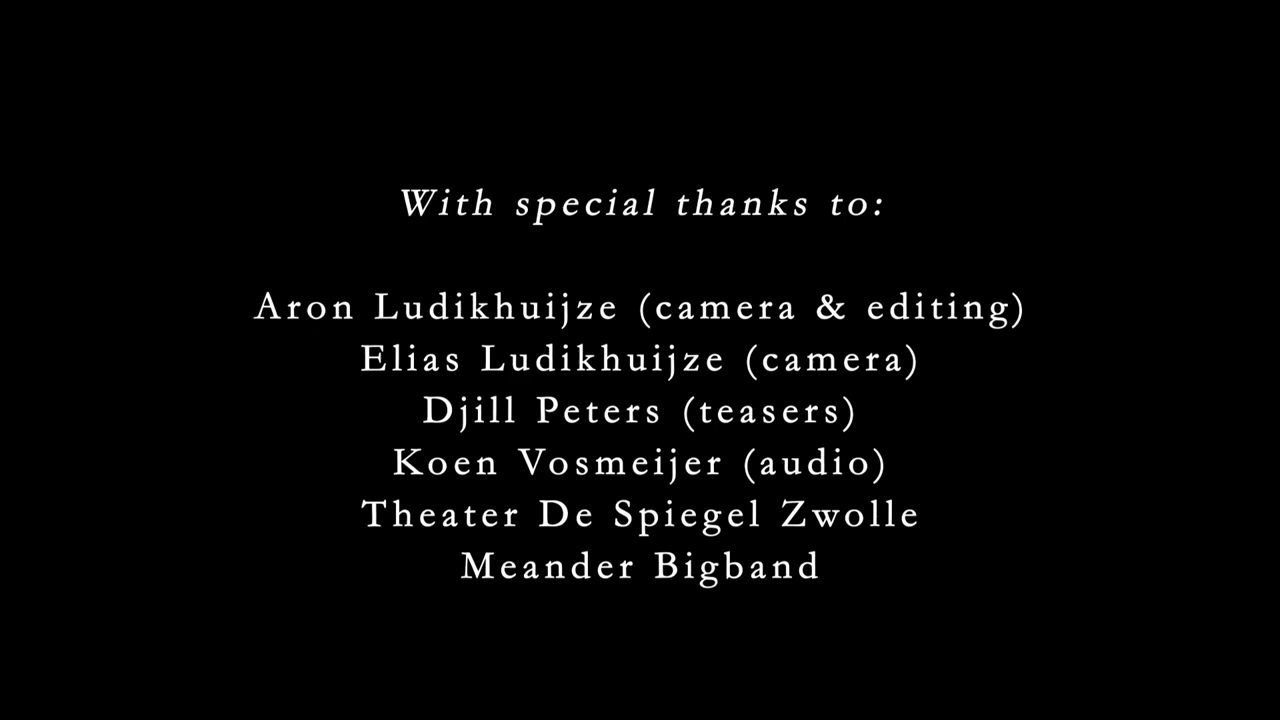 With special thanks to:
Aron Ludikhuijze (camera & editing)
Elias Ludikhuijze (camera)
Djill Peters (teasers)
Koen Vosmeijer (audio)
Theater De Spiegel Zwolle
Meander Bigband